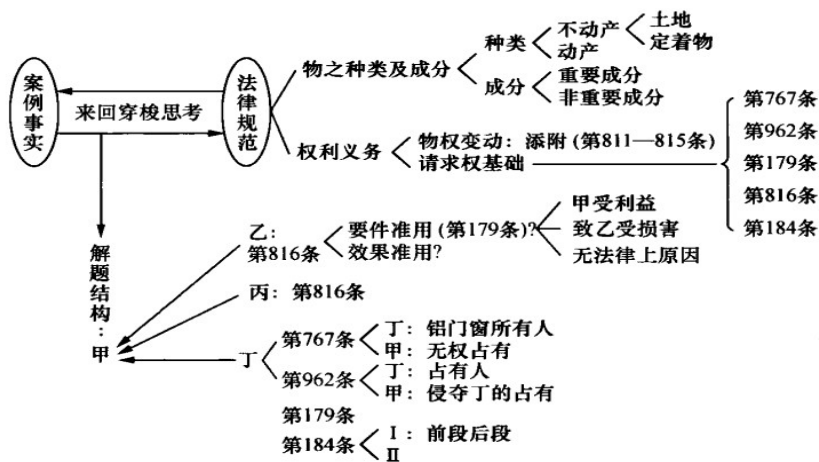 案例事实
来回穿梭思考
法律规范
物之种类及成分
种类
不动产
土地
定着物
动产
成分
重要成分
非重要成分
权利义务
物权变动：添附(第811—815条)
请求权基础
第767条
第962条
第179条
第816条
第184条
解题结构：甲
乙：
第816条
要件准用(第179条)?
效果准用?
甲受利益
致乙受损害
无法律上原因
丙：第816条
丁
第767条
丁：铝门窗所有人
甲：无权占有
第962条
丁：占有人
甲：侵夺丁的占有
第179条
第184条
Ⅰ：前段后段
Ⅱ